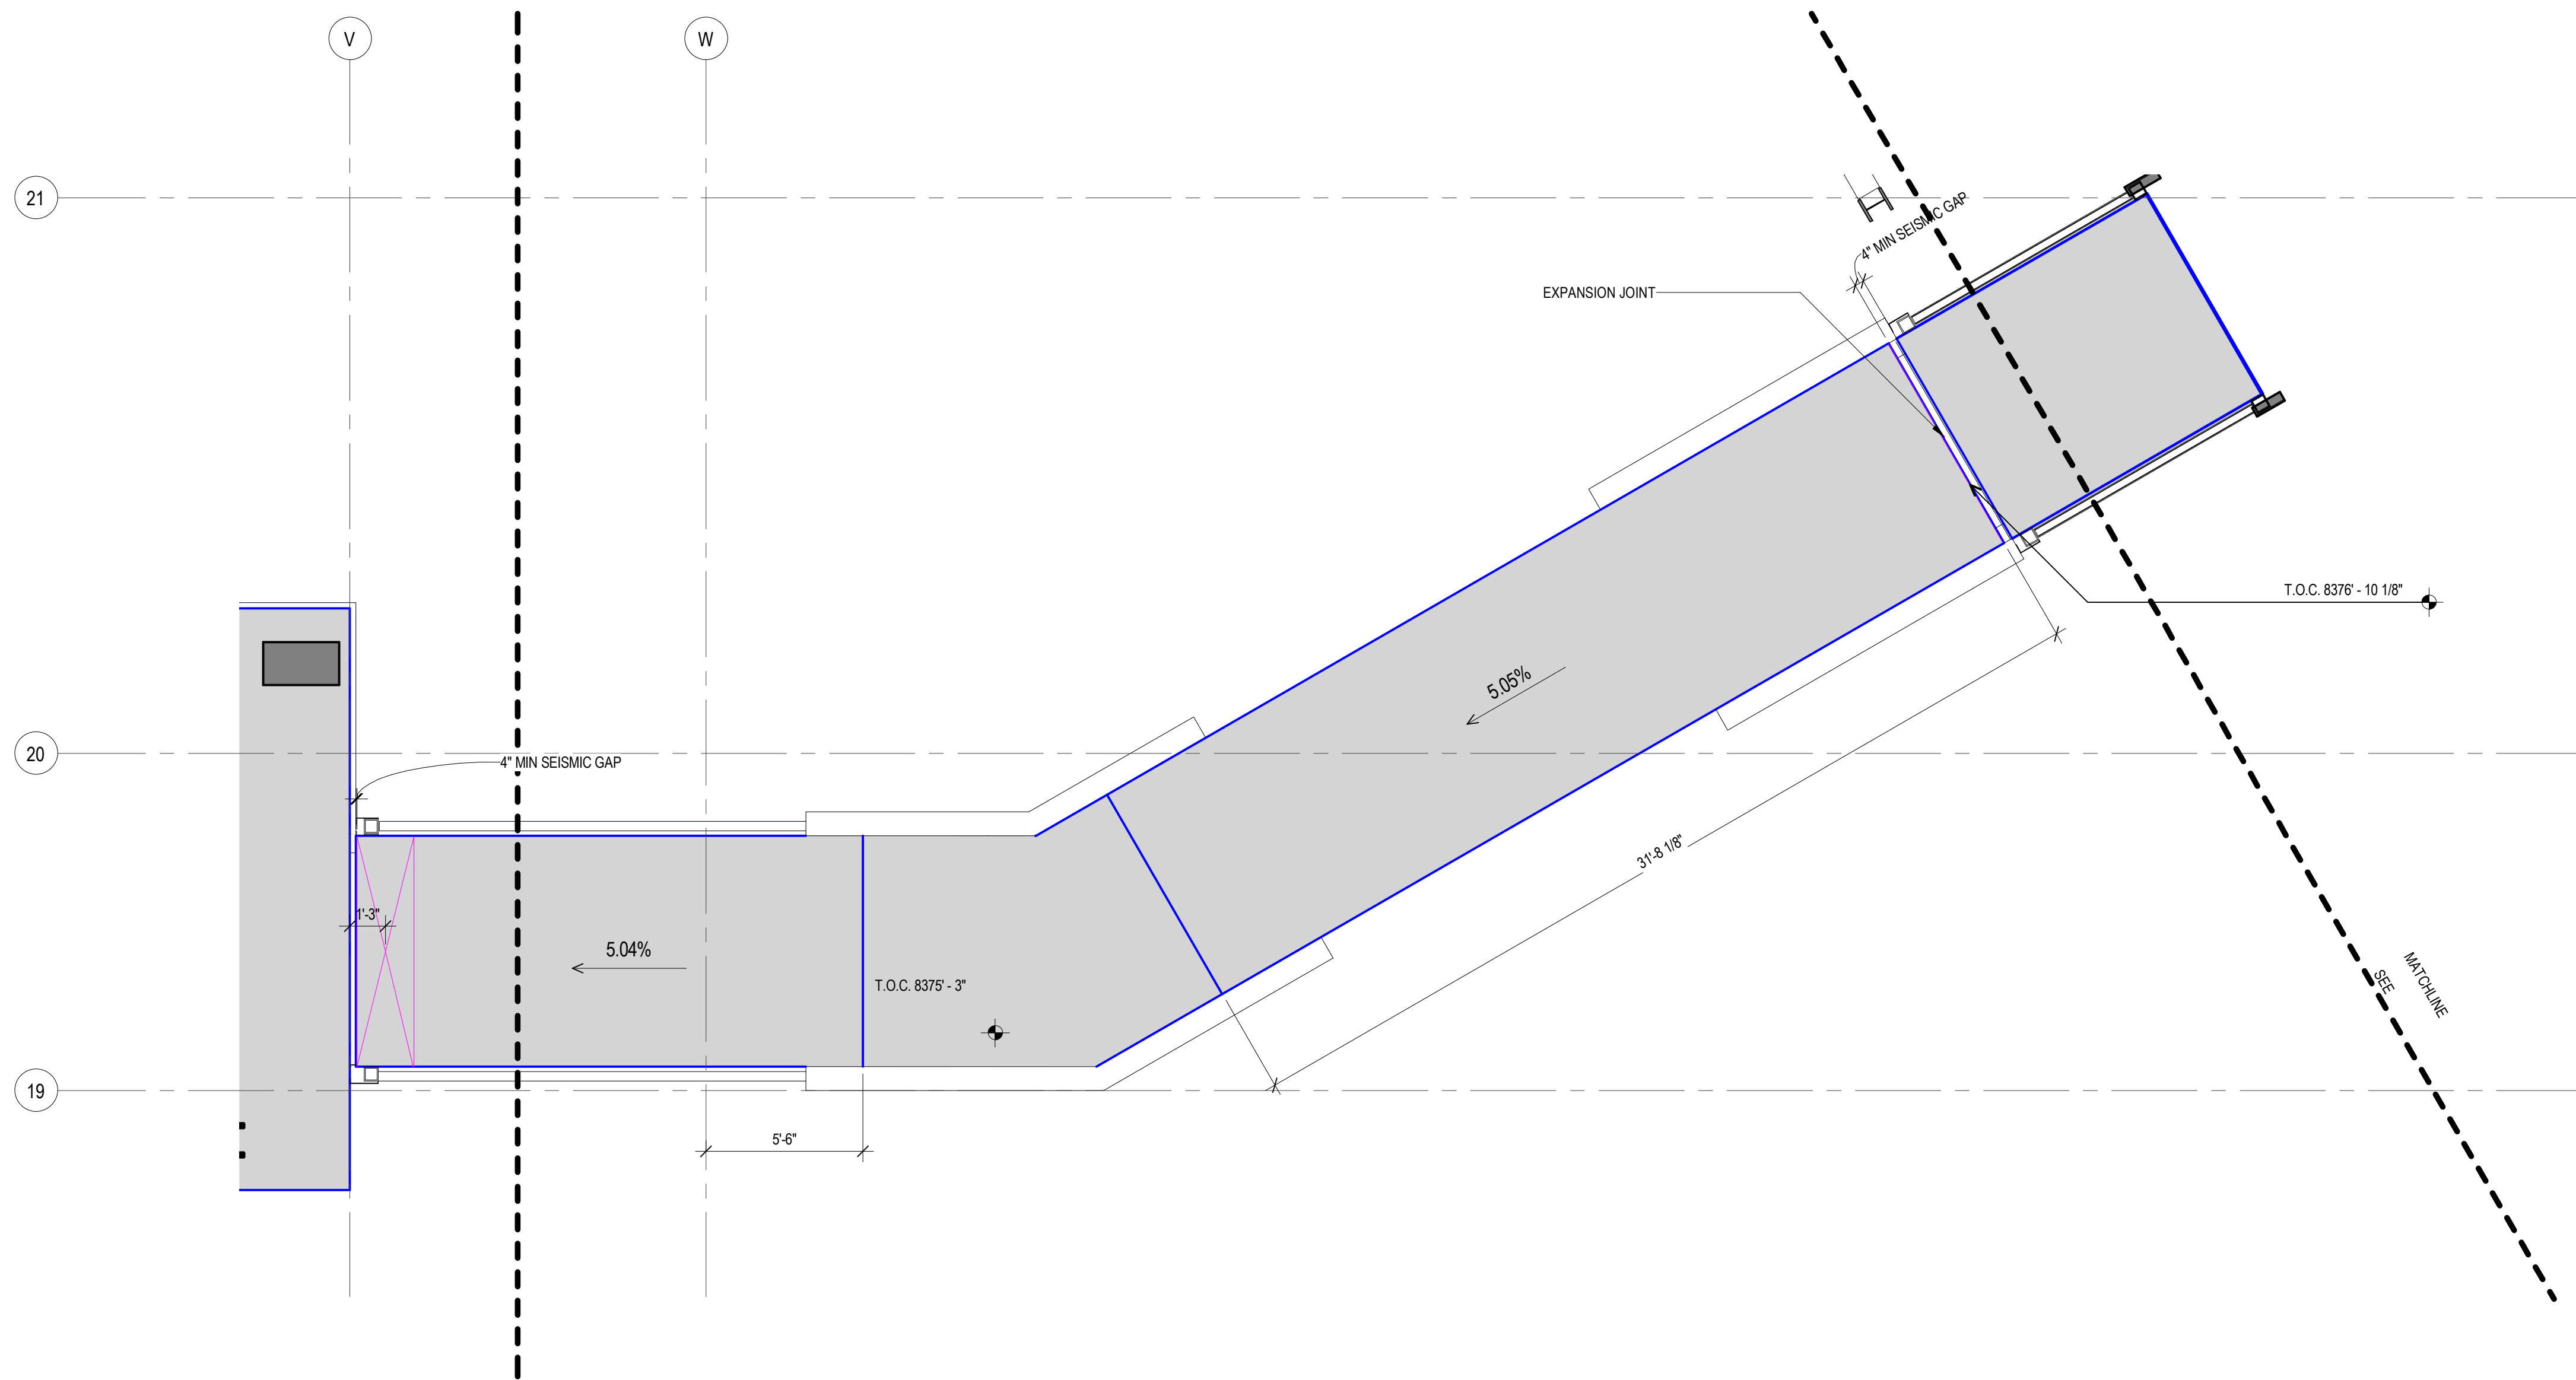 V
W
21
4" MIN SEISMIC GAP
EXPANSION JOINT
T.O.C. 8376' - 10 1/8"
5.05%
20
4" MIN SEISMIC GAP
31'-8 1/8"
1'-3"
5.04%
T.O.C. 8375' - 3"
MATCHLINE
SEE
19
5'-6"